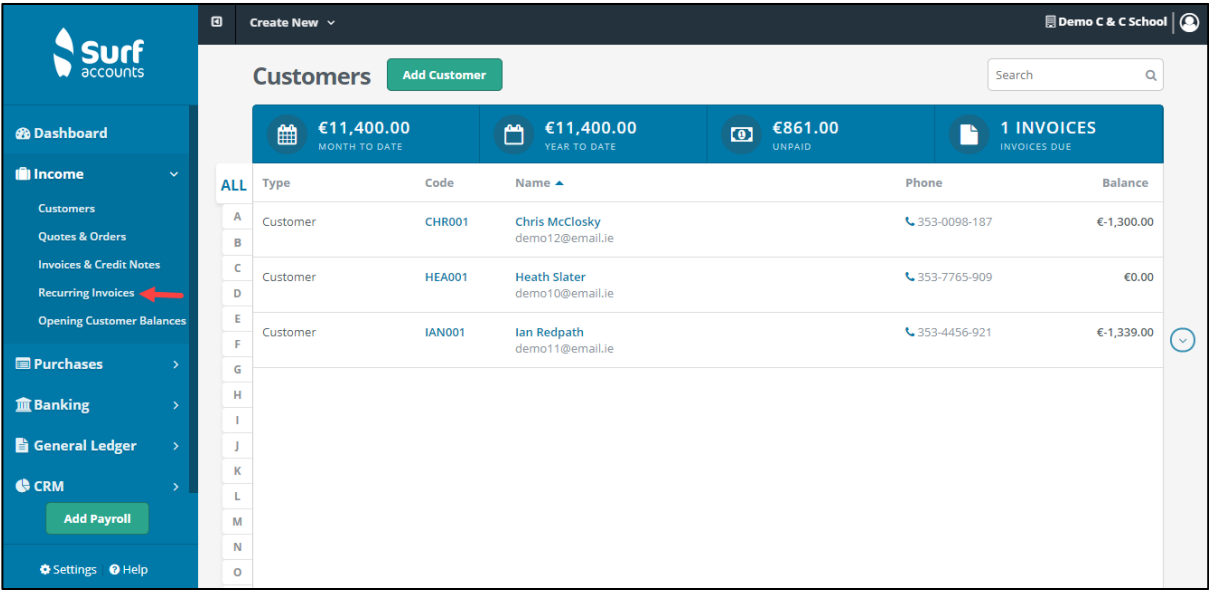 Surf
accounts
Create New
Demo C & C School
Dashboard
Income
Customers
Quotes & Orders
Invoices & Credit Notes
Recurring Invoices
Opening Customer Balances
Purchases
Banking
General Ledger
CRM
Add Payroll
Settings Help
Customers Add Customer Search
€11,400.00
MONTH TO DATE
€11,400.00
YEAR TO DATE
€861.00
UNPAID
1 INVOICES
INVOICES DUE
ALL
A
B
C
D
E
F
G
H
I
J
K
L
M
N
O
Type Code Name Phone Balance
Customer CHR001 Chris McClosky 353-0098-187 €-1,300.00
demo12@email.ie
Customer HEA001 Heath Slater 353-7765-909 €0.00
demo10@email.ie
Customer IAN001 Ian Redpath 353-4456-921 €-1,339.00
demo11@email.ie